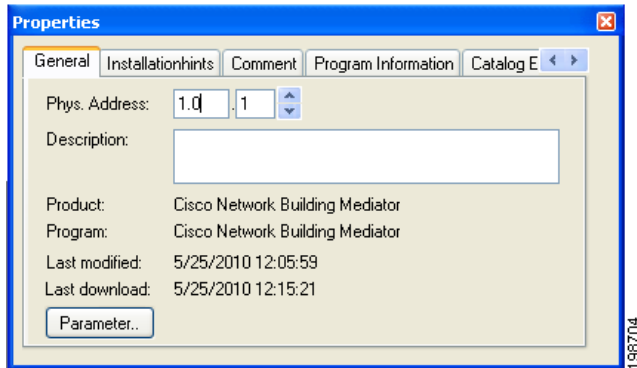 Properties
General Installationhints Comment Program Information Catalog E
Phys. Address: 1.0 . 1
Description:
Product: Cisco Network Building Mediator
Program: Cisco Network Building Mediator
Last modified: 5/25/2010 12:05:59
Last download: 5/25/2010 12:15:21
Parameter..
198704